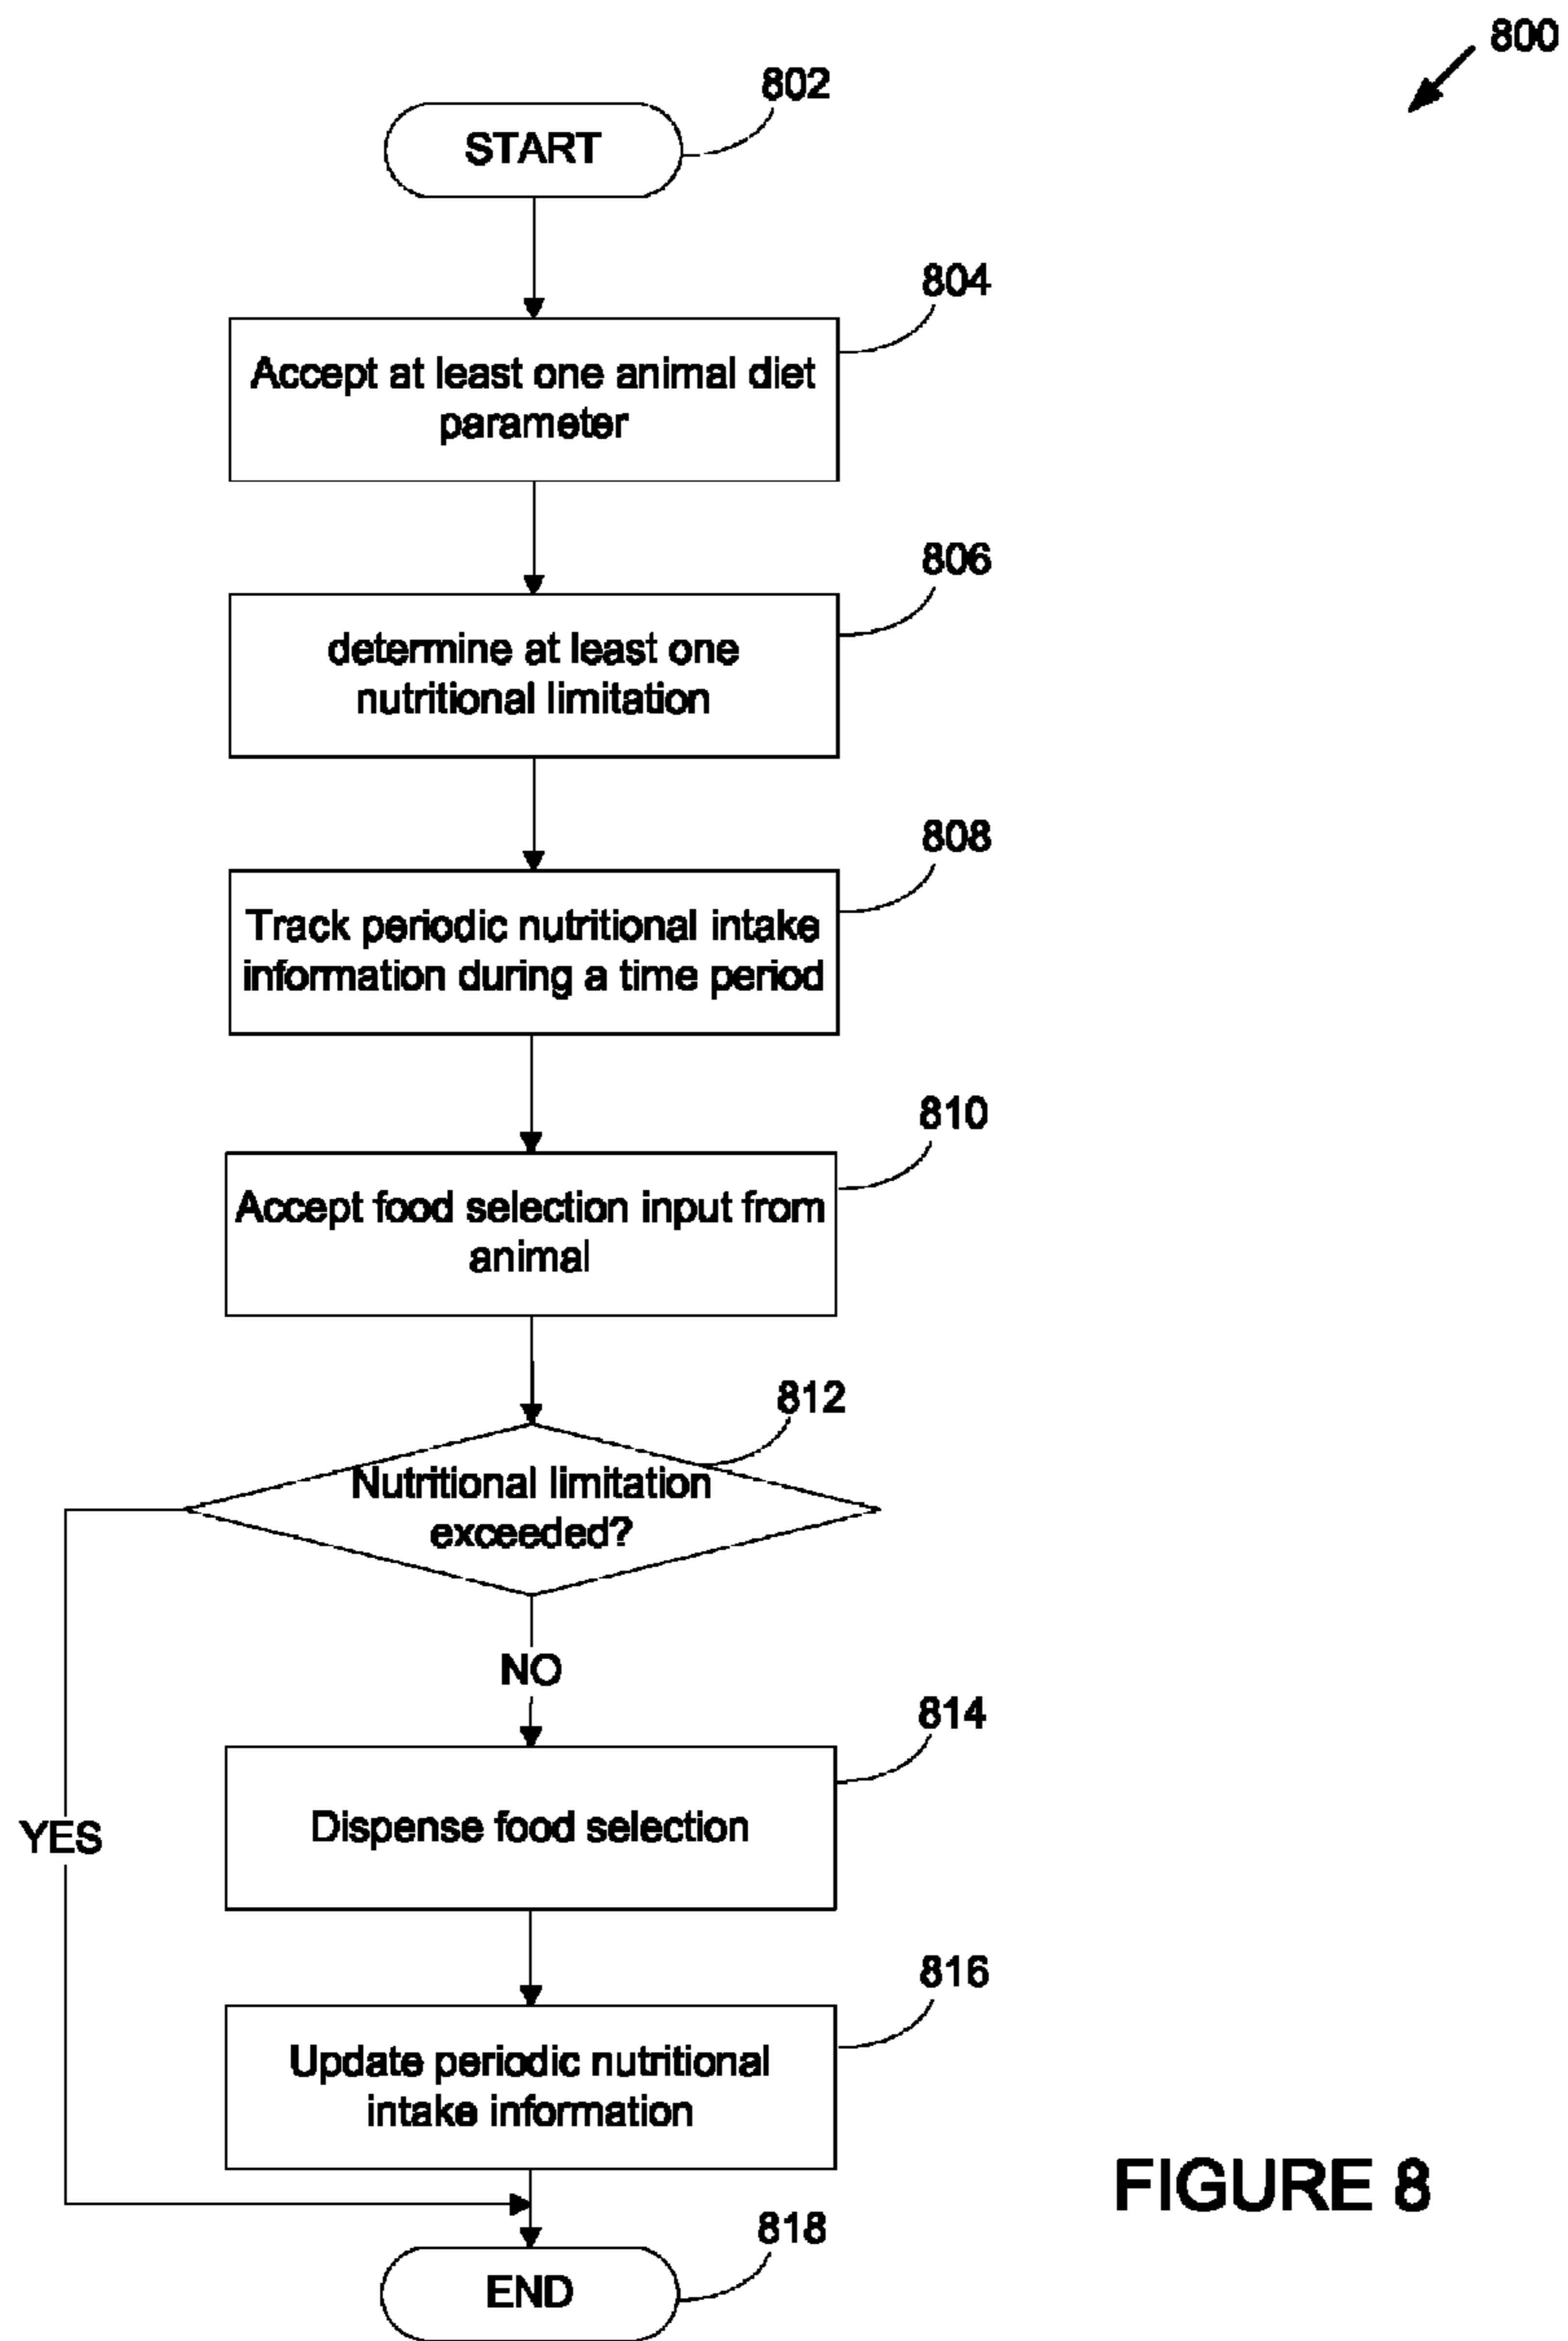 800
802
START
804
Accept at least one animal diet
parameter
806
determine at least one
nutritional limitation
808
Track periodic nutritional intake
information during a time period
810
Accept food selection input from
animal
812
Nutritional limitation
exceeded?
NO
814
YES
Dispense food selection
816
Update periodic nutritional
intake information
FIGURE 8
818
END